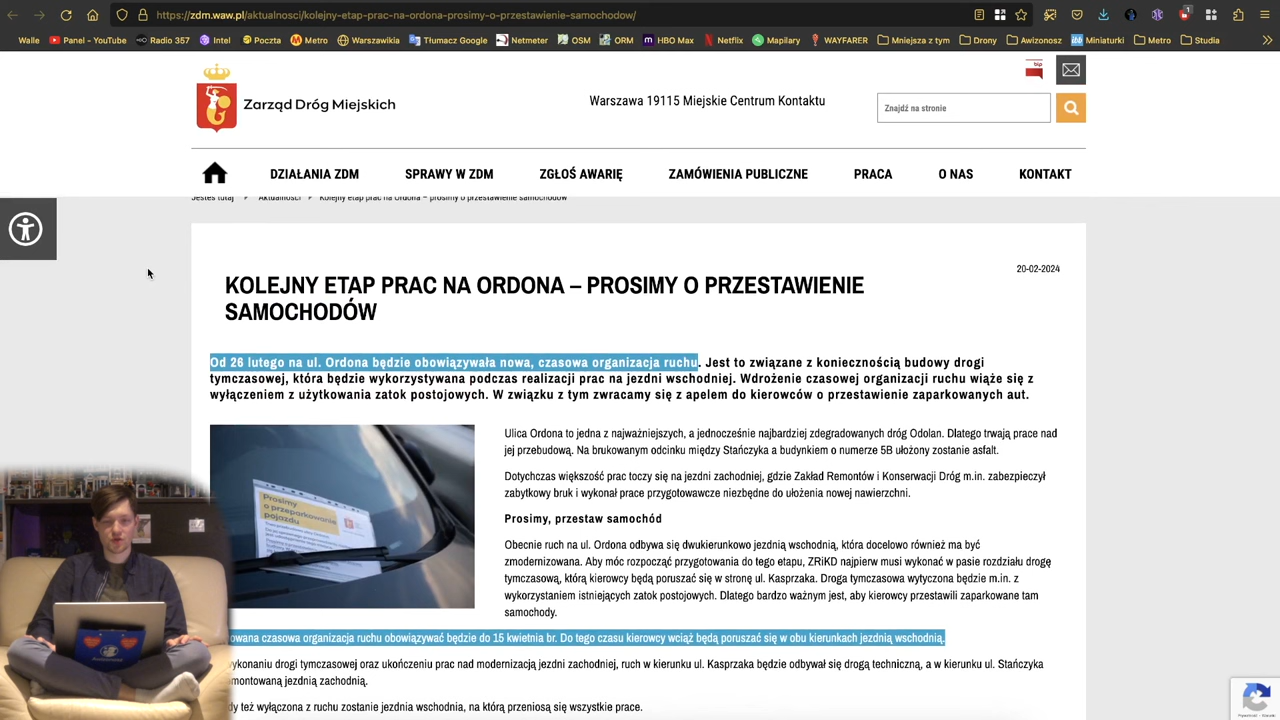 https://zdm.waw.pl/aktualnosci/kolejny-etap-prac-na-ordona-prosimy-o-przestawienie-samochodow/
Walle Panel - YouTube Radio 357 Intel Poczta Metro Warszawikia Tłumacz Google Netmeter OSM ORM HBO Max Netflix Mapilary WAYFARER Mniejsza z tym Drony Awizonosz Miniaturki Metro Studia
bip
Zarząd Dróg Miejskich
Warszawa 19115 Miejskie Centrum Kontaktu
Znajdź na stronie
DZIAŁANIA ZDM SPRAWY W ZDM ZGŁOŚ AWARIĘ ZAMÓWIENIA PUBLICZNE PRACA O NAS KONTAKT
Jesteś tutaj Aktualności Kolejny etap prac na Ordona – prosimy o przestawienie samochodów
20-02-2024
KOLEJNY ETAP PRAC NA ORDONA – PROSIMY O PRZESTAWIENIE
SAMOCHODÓW
Od 26 lutego na ul. Ordona będzie obowiązywała nowa, czasowa organizacja ruchu. Jest to związane z koniecznością budowy drogi
tymczasowej, która będzie wykorzystywana podczas realizacji prac na jezdni wschodniej. Wdrożenie czasowej organizacji ruchu wiąże się z
wyłączeniem z użytkowania zatok postojowych. W związku z tym zwracamy się z apelem do kierowców o przestawienie zaparkowanych aut.
Prosimy
o przeparkowanie
pojazdu
Ulica Ordona to jedna z najważniejszych, a jednocześnie najbardziej zdegradowanych dróg Odolan. Dlatego trwają prace nad
jej przebudową. Na brukowanym odcinku między Stańczyka a budynkiem o numerze 5B ułożony zostanie asfalt.
Dotychczas większość prac toczy się na jezdni zachodniej, gdzie Zakład Remontów i Konserwacji Dróg m.in. zabezpieczył
zabytkowy bruk i wykonał prace przygotowawcze niezbędne do ułożenia nowej nawierzchni.
Prosimy, przestaw samochód
Obecnie ruch na ul. Ordona odbywa się dwukierunkowo jezdnią wschodnią, która docelowo również ma być
zmodernizowana. Aby móc rozpocząć przygotowania do tego etapu, ZRiKD najpierw musi wykonać w pasie rozdziału drogę
tymczasową, którą kierowcy będą poruszać się w stronę ul. Kasprzaka. Droga tymczasowa wytyczona będzie m.in. z
wykorzystaniem istniejących zatok postojowych. Dlatego bardzo ważnym jest, aby kierowcy przestawili zaparkowane tam
samochody.
owana czasowa organizacja ruchu obowiązywać będzie do 15 kwietnia br. Do tego czasu kierowcy wciąż będą poruszać się w obu kierunkach jezdnią wschodnią.
ykonaniu drogi tymczasowej oraz ukończeniu prac nad modernizacją jezdni zachodniej, ruch w kierunku ul. Kasprzaka będzie odbywał się drogą techniczną, a w kierunku ul. Stańczyka
montowaną jezdnią zachodnią.
dy też wyłączona z ruchu zostanie jezdnia wschodnia, na którą przeniosą się wszystkie prace.